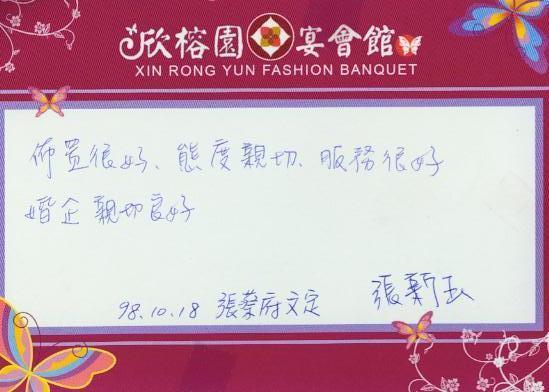 欣榕園宴會館
XIN RONG YUN FASHION BANQUET
佈置很好、態度親切、服務很好
婚企親切良好
98.10.18 張蔡府文定 張新玉